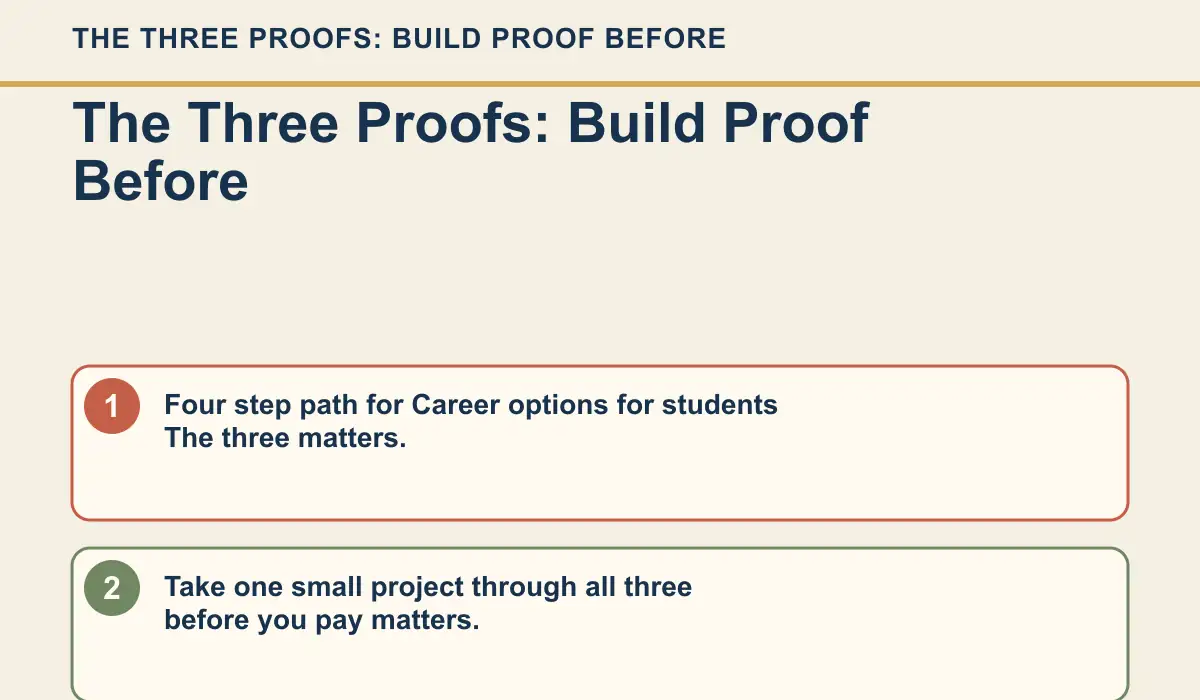 THE THREE PROOFS: BUILD PROOF BEFORE
The Three Proofs: Build Proof
Before
1
Four step path for Career options for students
The three matters.
2
Take one small project through all three
before you pay matters.